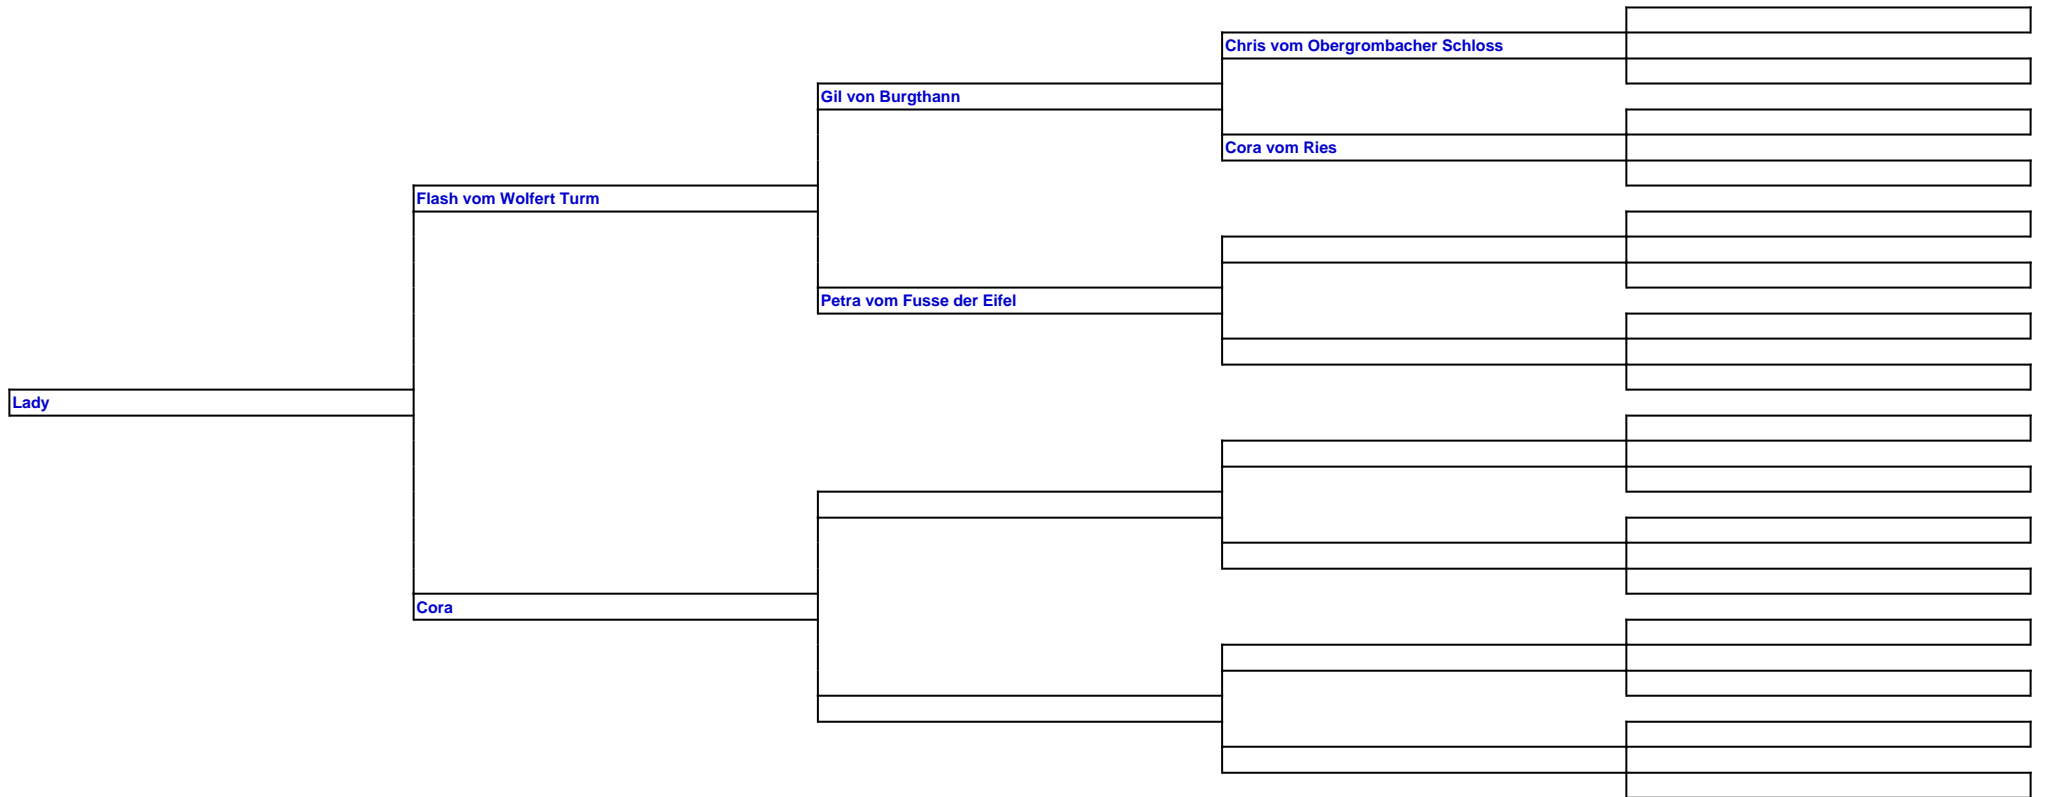 Chris vom Obergrombacher Schloss
Gil von Burgthann
Cora vom Ries
Flash vom Wolfert Turm
Petra vom Fusse der Eifel
Lady
Cora